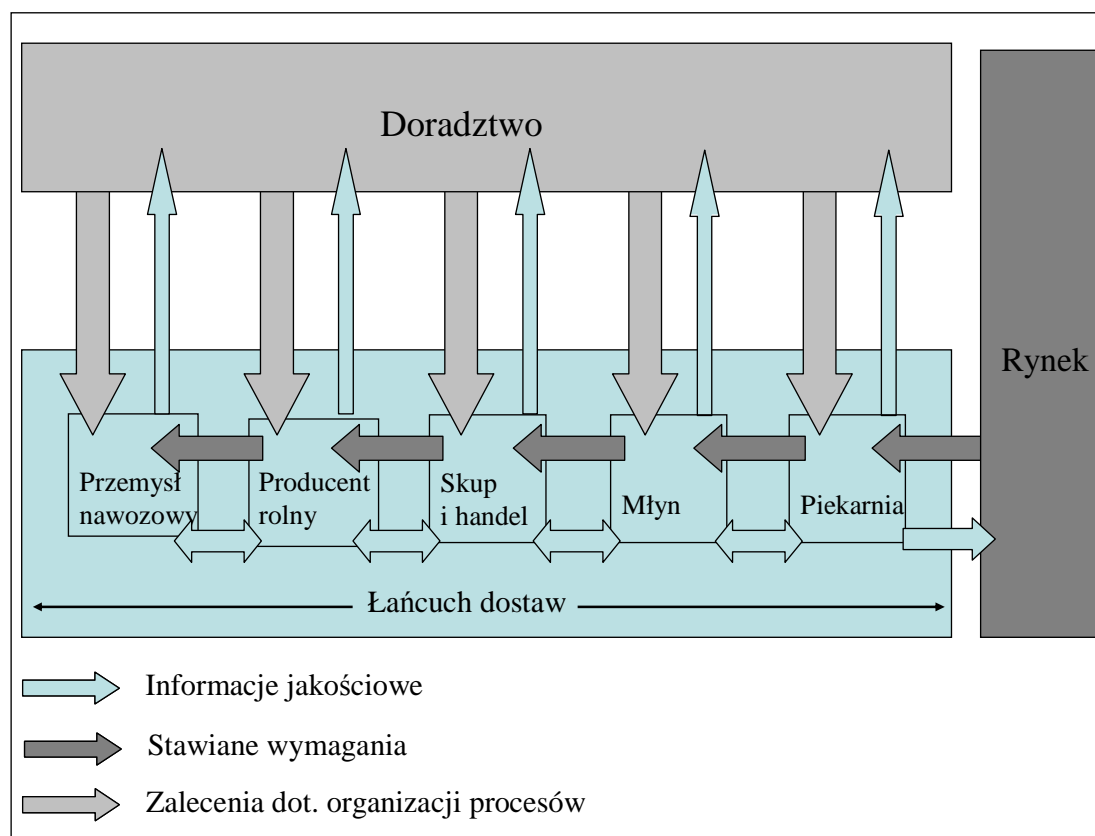 Doradztwo
Rynek
Przemysł
nawozowy
Producent
rolny
Skup
i handel
Młyn
Piekarnia
Łańcuch dostaw
Informacje jakościowe
Stawiane wymagania
Zalecenia dot. organizacji procesów